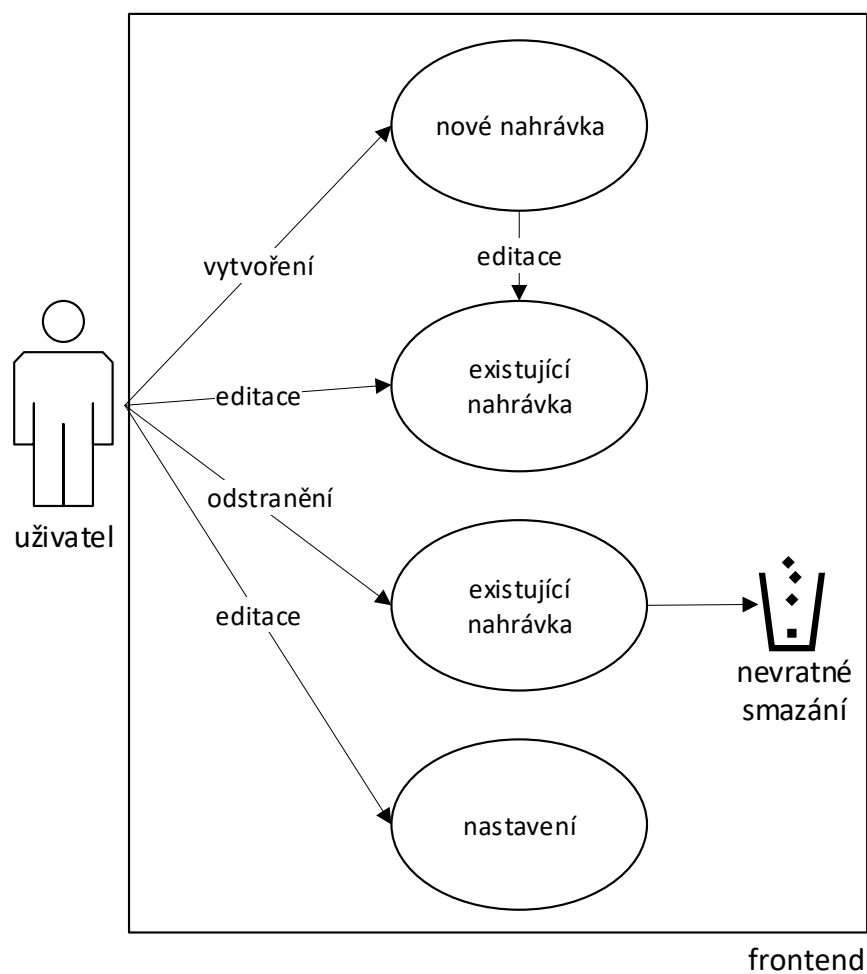 nové nahrávka
vytvoření
editace
existující
nahrávka
editace
odstranění
uživatel
existující
nahrávka
editace
nevratné
smazání
nastavení
frontend